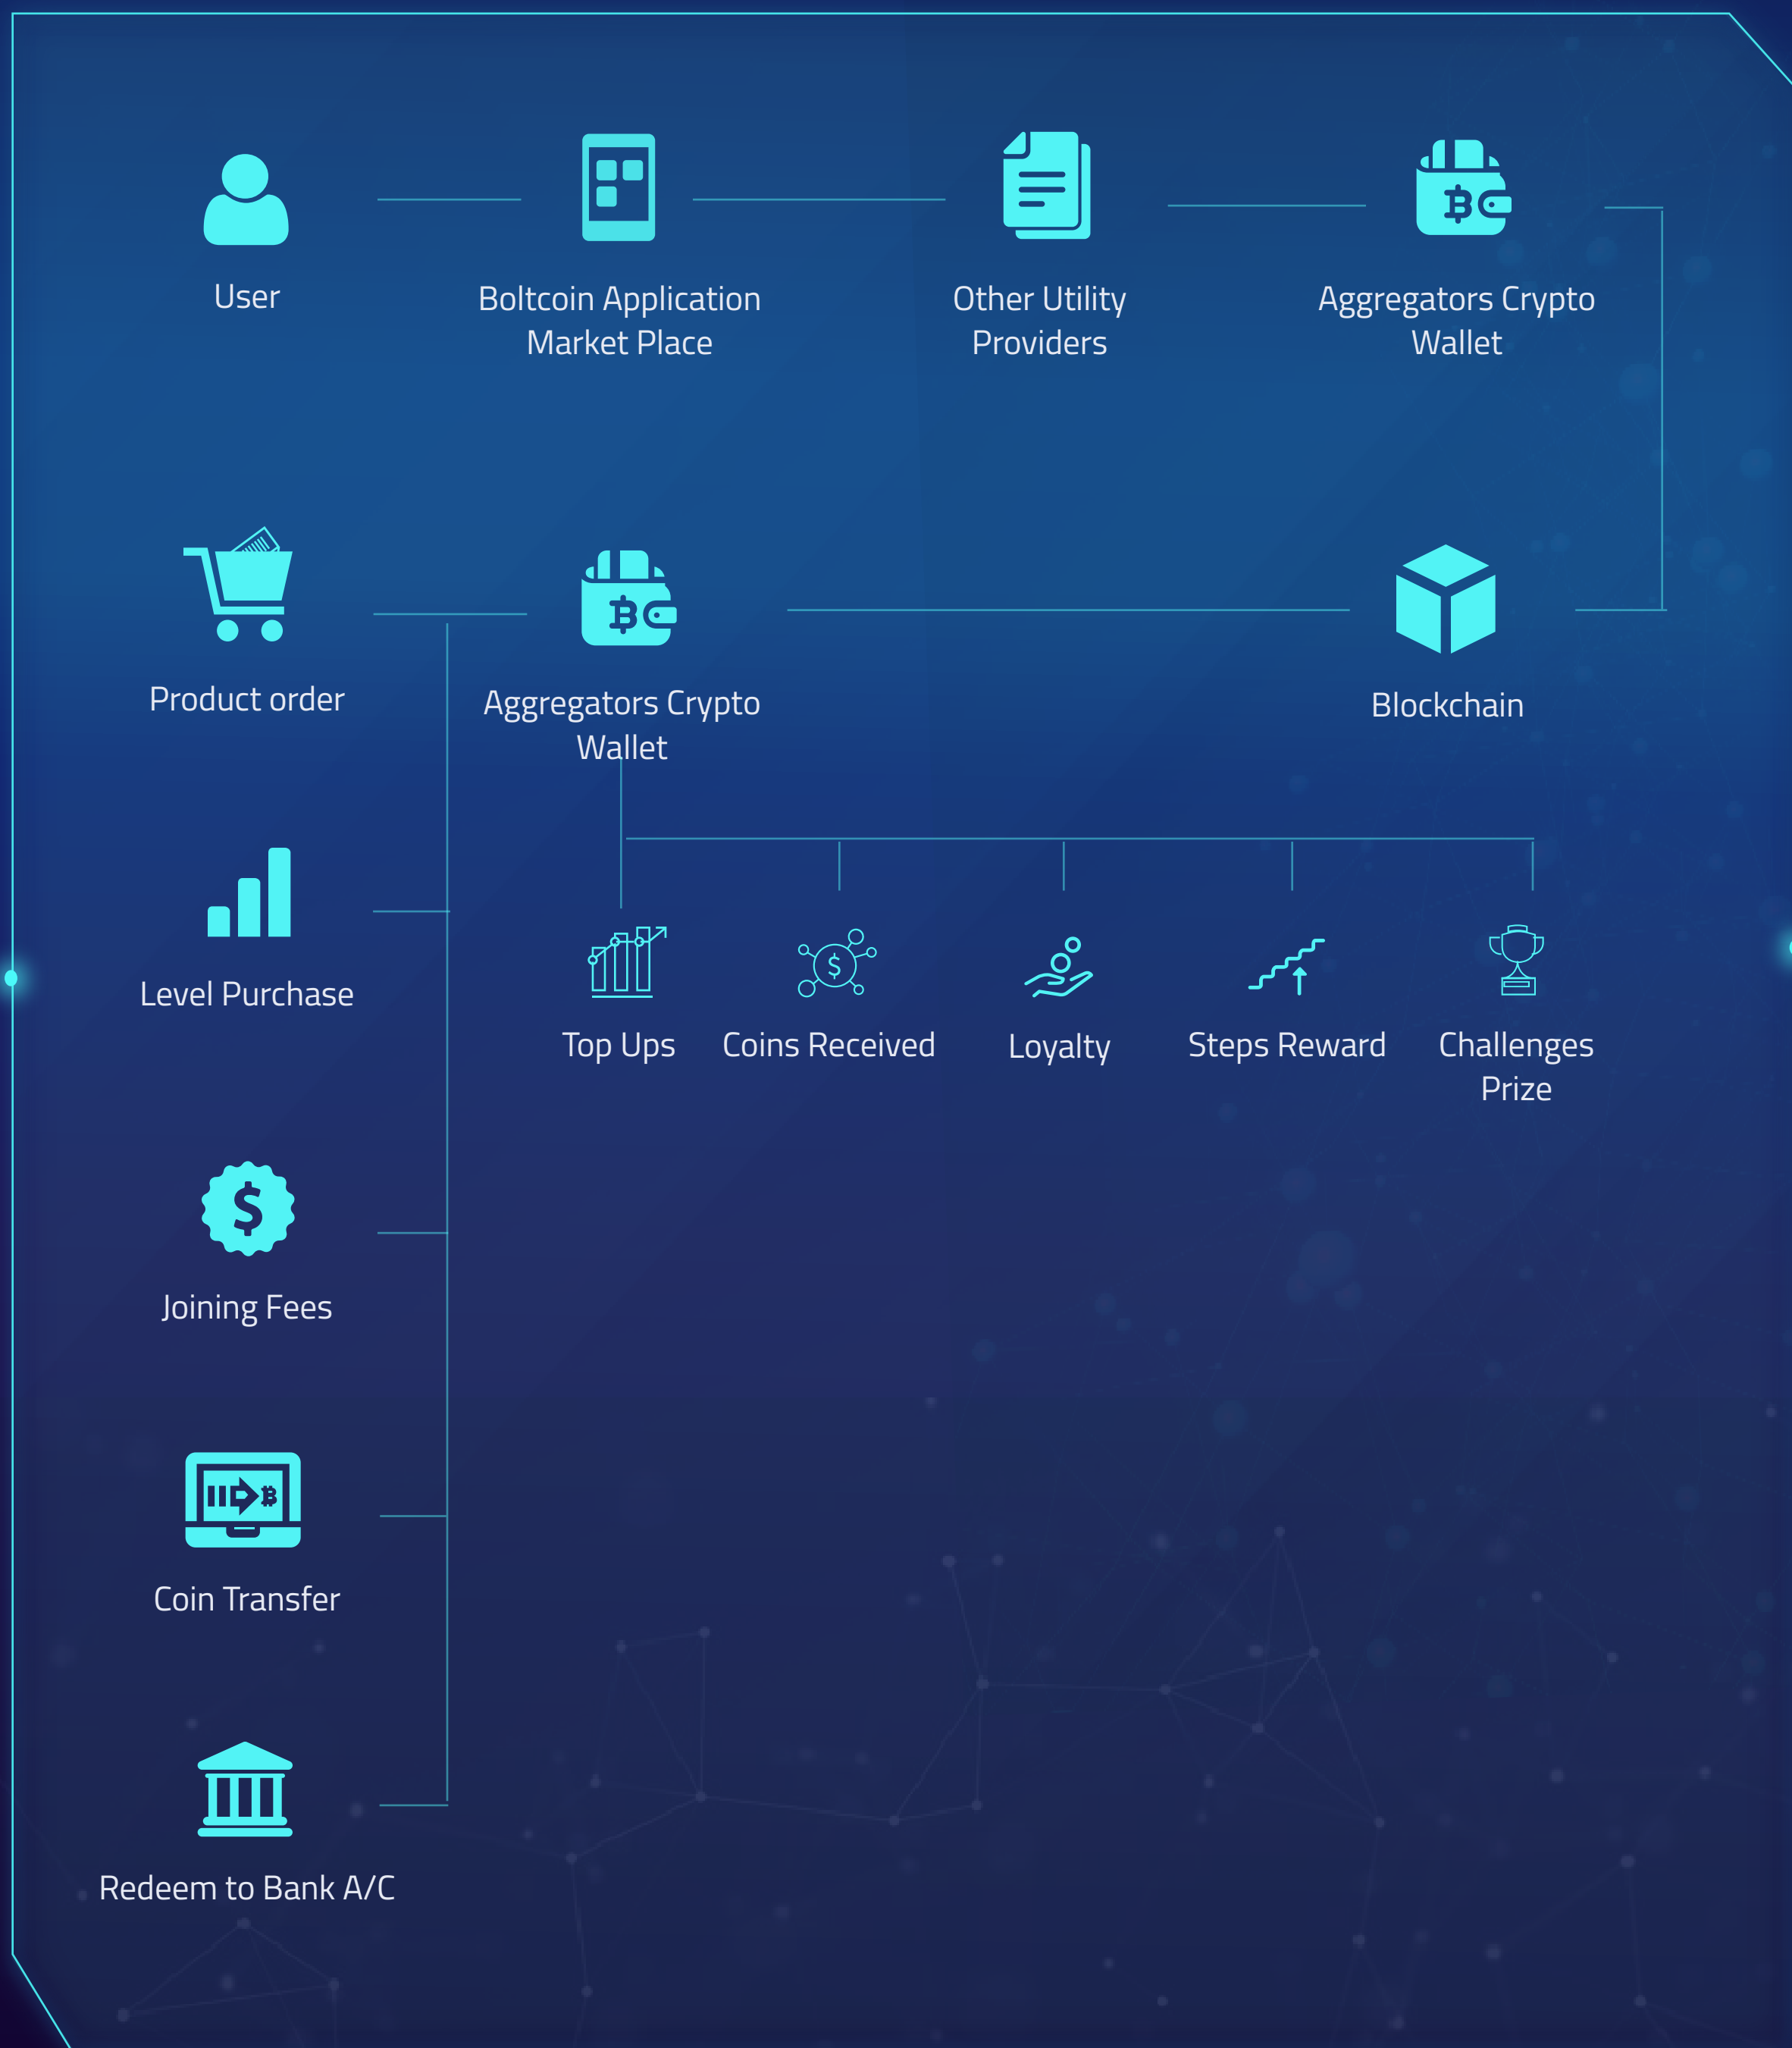 User
Boltcoin Application
Market Place
Other Utility
Providers
Aggregators Crypto
Wallet
Product order
Aggregators Crypto
Wallet
Blockchain
Level Purchase
Top Ups
Coins Received
Loyalty
Steps Reward
Challenges
Prize
Joining Fees
Coin Transfer
Redeem to Bank A/C